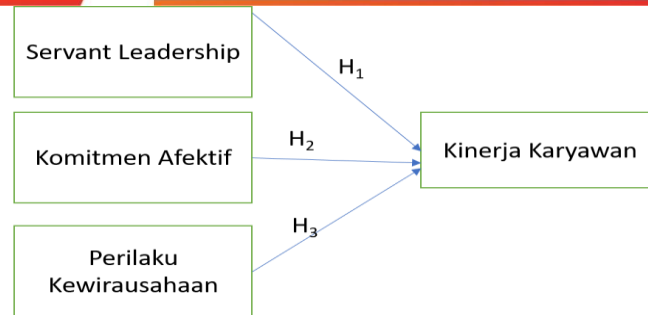 Servant Leadership
H₁
Komitmen Afektif
H₂
Kinerja Karyawan
H₃
Perilaku
Kewirausahaan